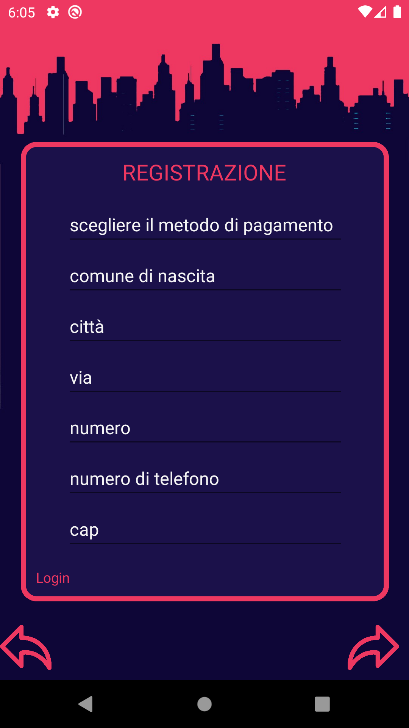 6:05
REGISTRAZIONE
scegliere il metodo di pagamento
comune di nascita
città
via
numero
numero di telefono
cap
Login